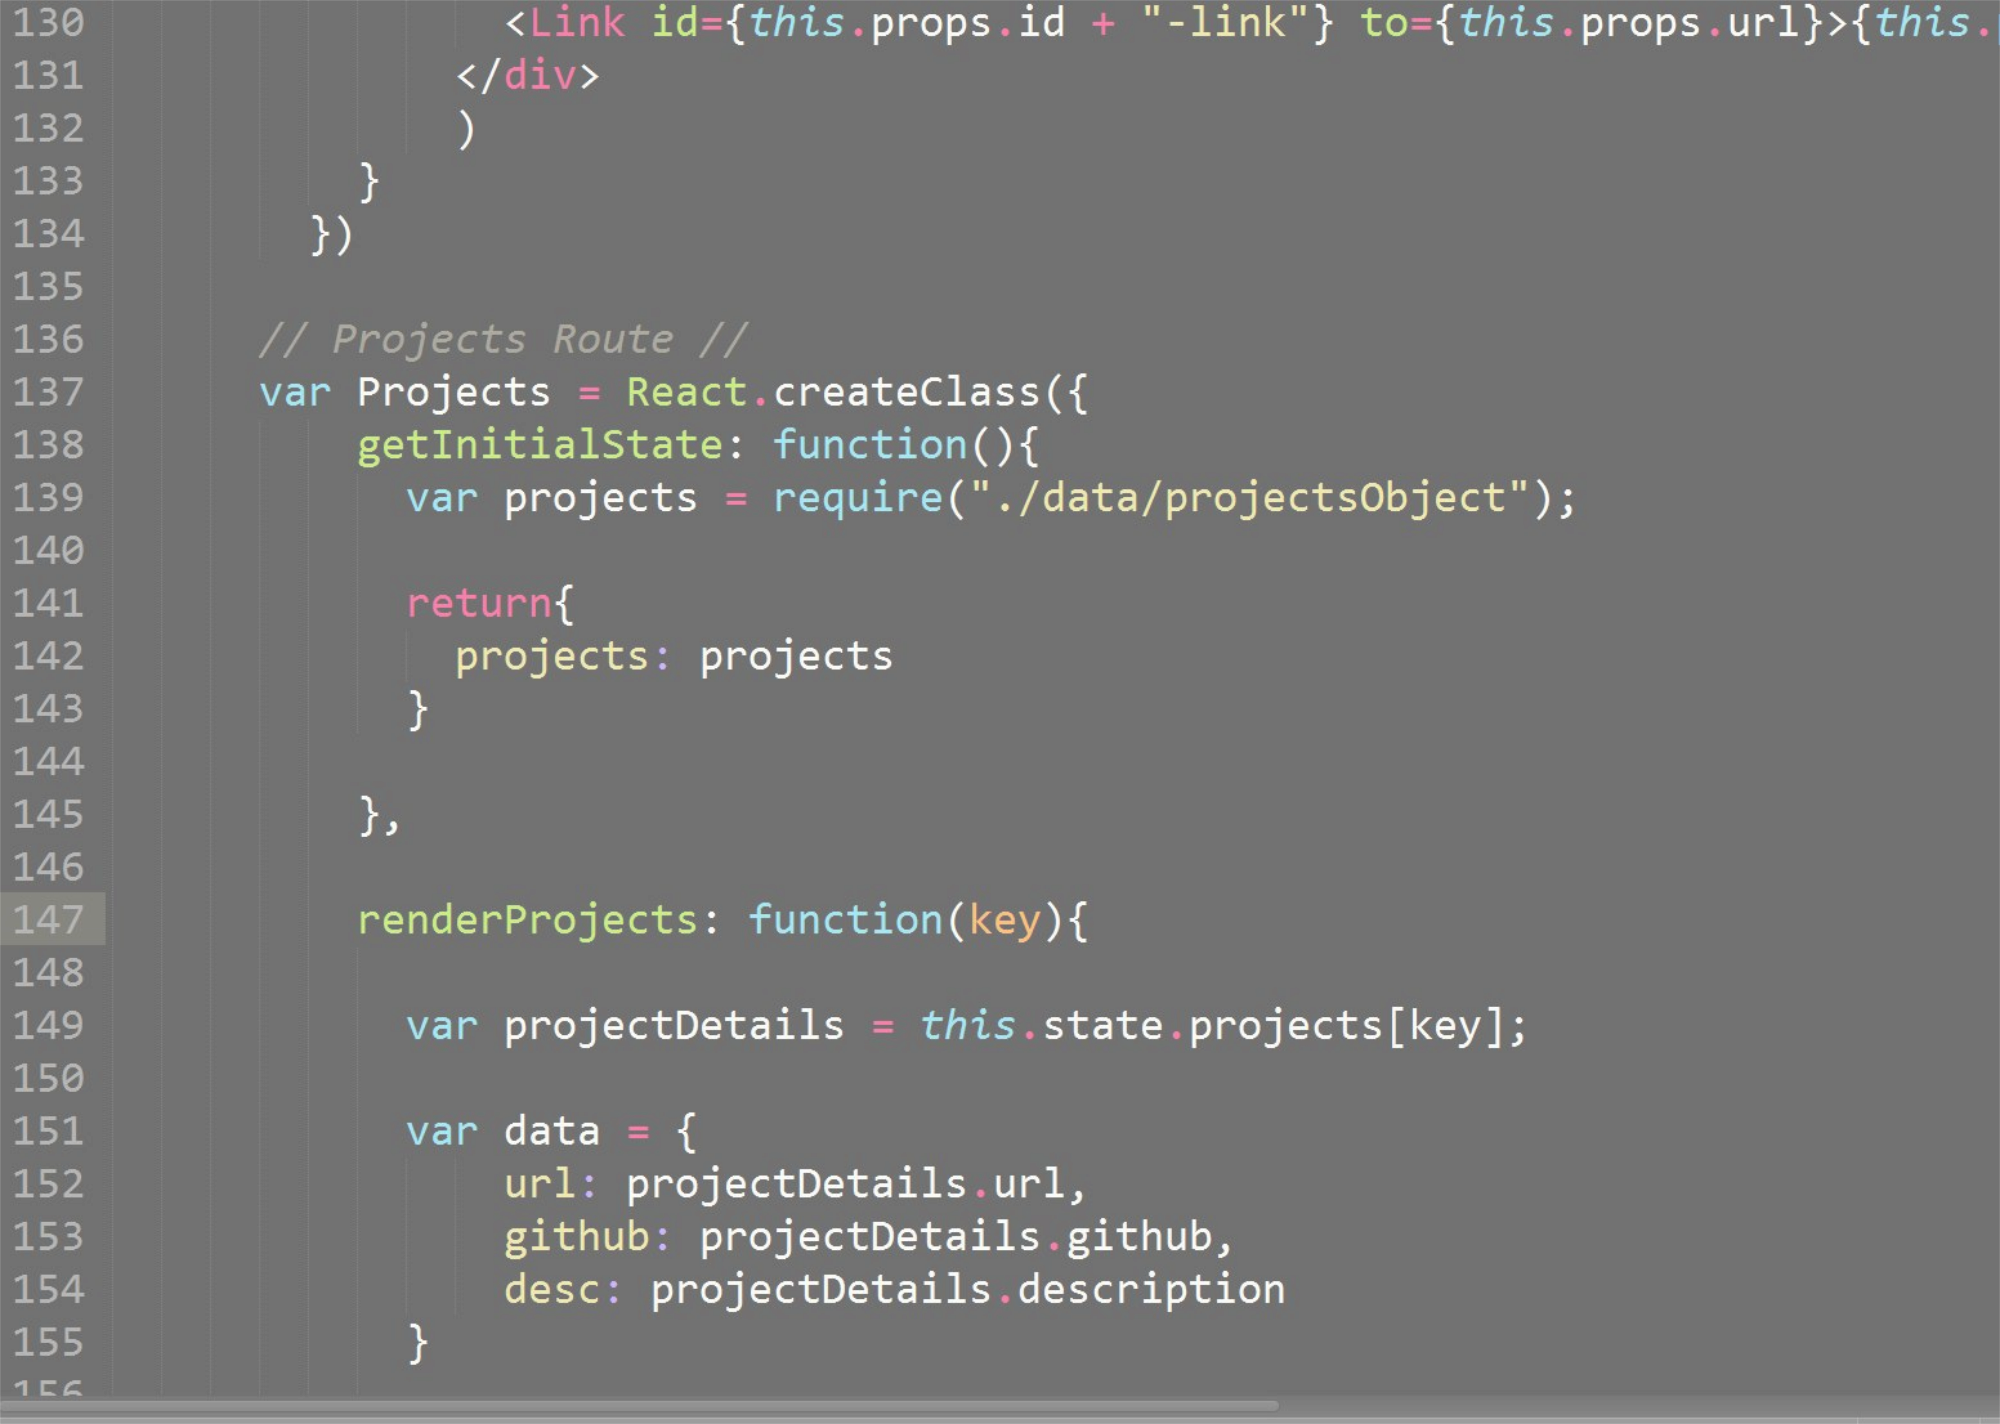 130 <Link id={this.props.id + "-link"} to={this.props.url}>{this.
131 </div>
132 )
133 }
134 })
135
136 // Projects Route //
137 var Projects = React.createClass({
138 getInitialState: function(){
139 var projects = require("./data/projectsObject");
140
141 return{
142 projects: projects
143 }
144
145 },
146
147 renderProjects: function(key){
148
149 var projectDetails = this.state.projects[key];
150
151 var data = {
152 url: projectDetails.url,
153 github: projectDetails.github,
154 desc: projectDetails.description
155 }
156